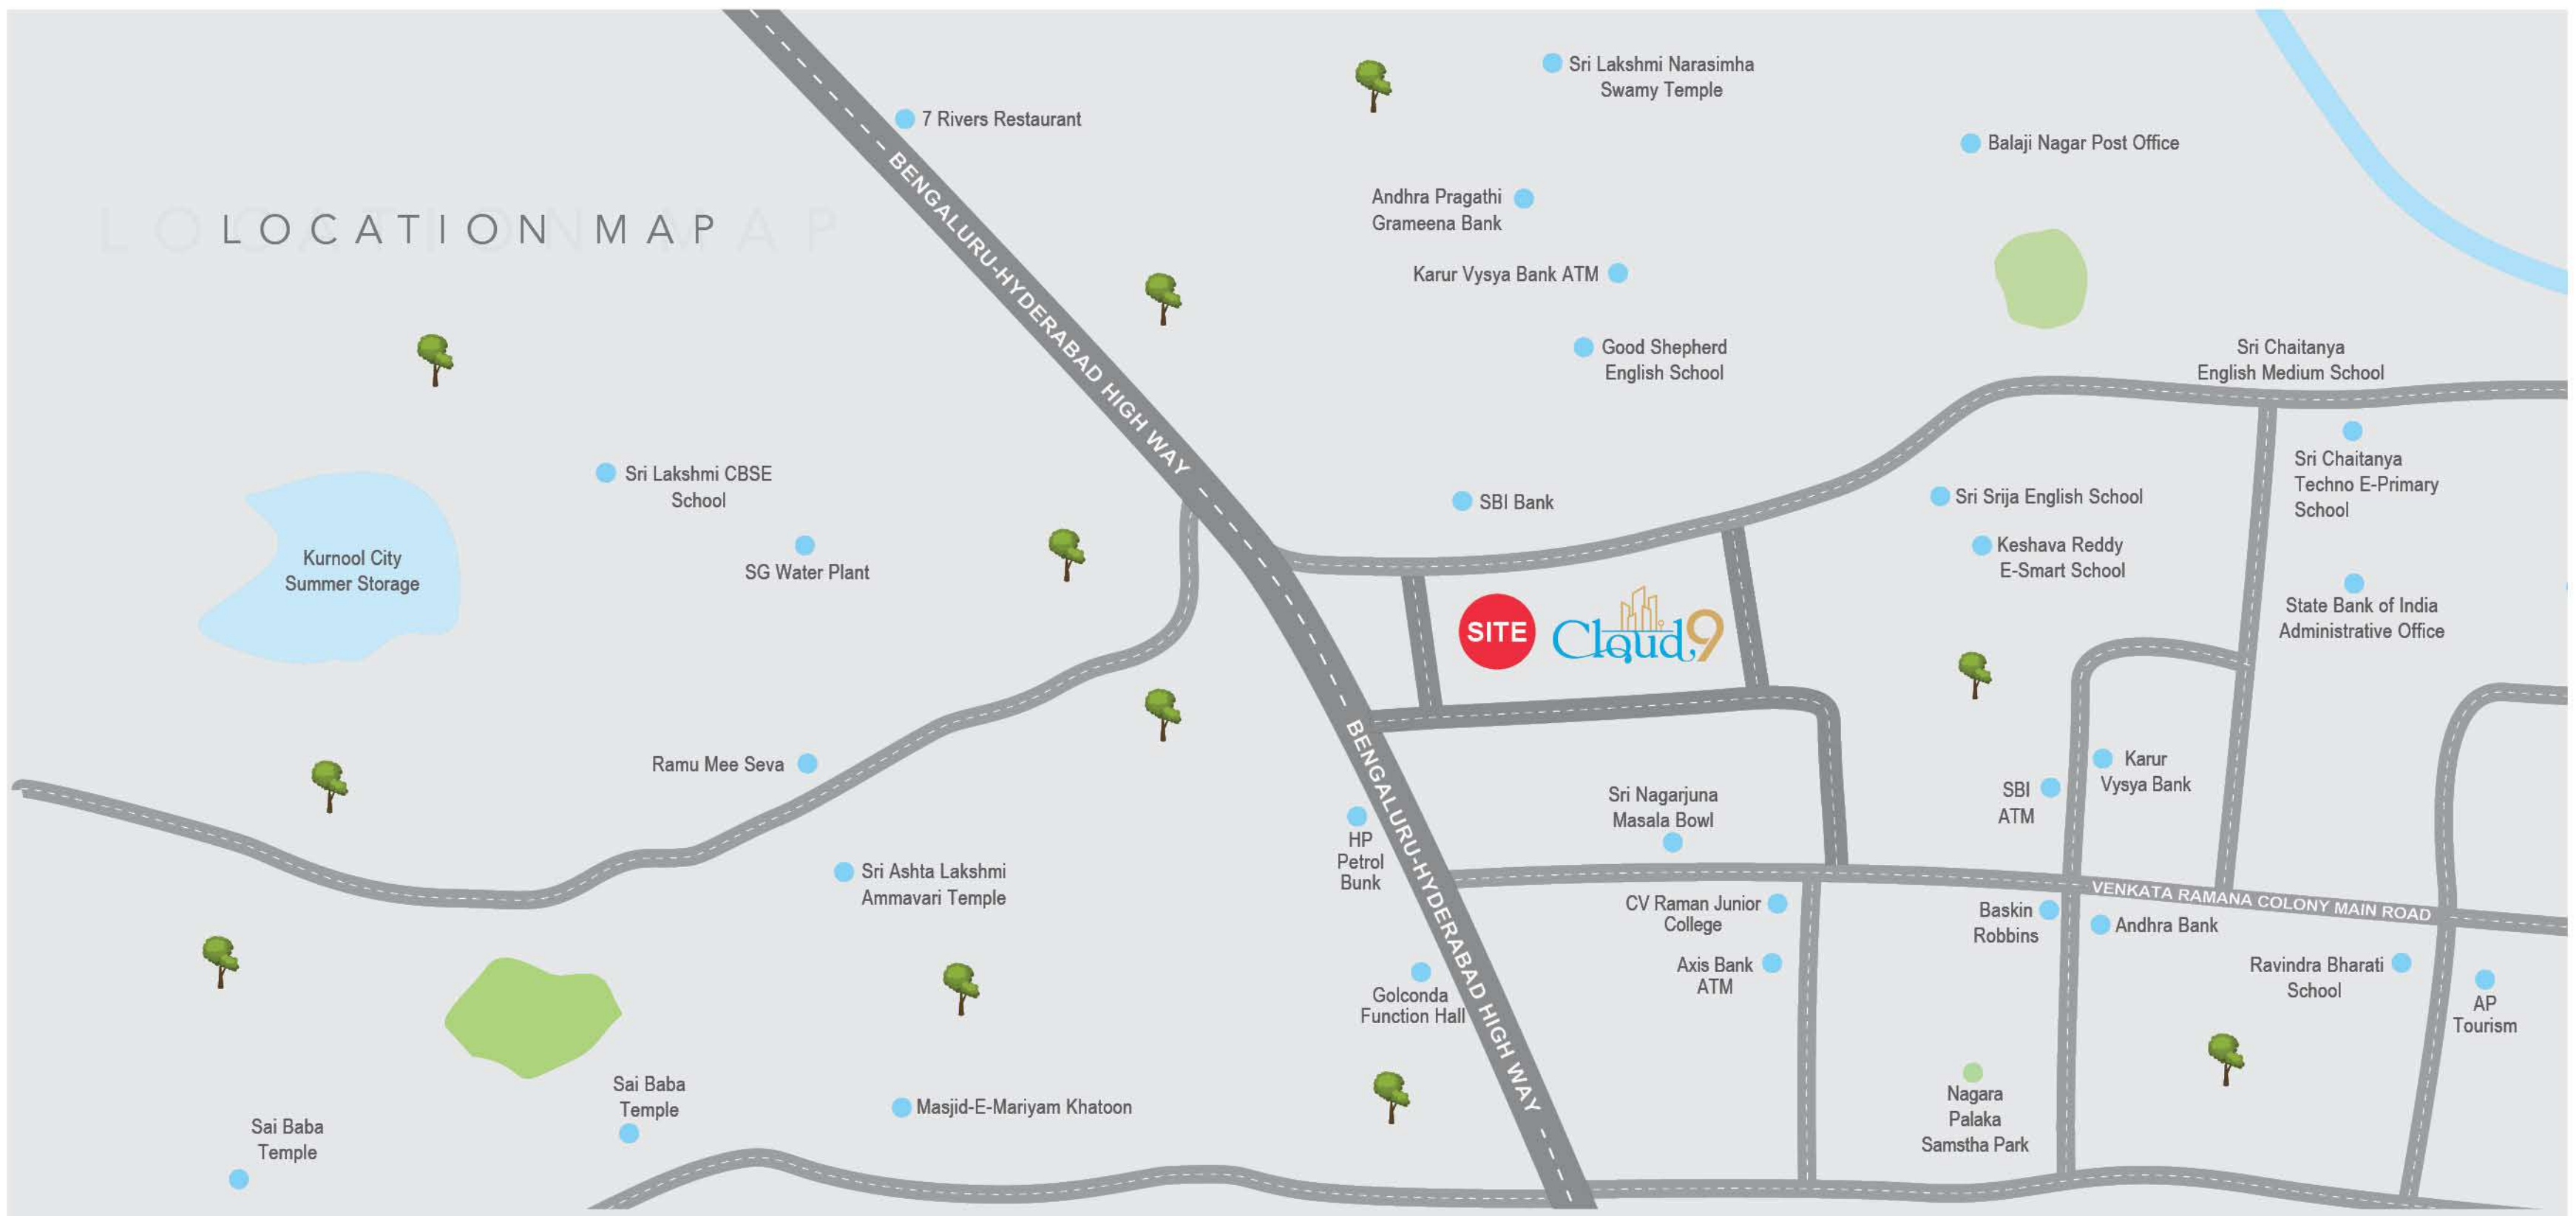 LOCATION MAP
LOCATION MAP
Sri Lakshmi Narasimha
Swamy Temple
7 Rivers Restaurant
Balaji Nagar Post Office
Andhra Pragathi
Grameena Bank
BENGALURU-HYDERABAD HIGH WAY
Karur Vysya Bank ATM
Good Shepherd
English School
Sri Chaitanya
English Medium School
Sri Lakshmi CBSE
School
SBI Bank
Sri Srija English School
Sri Chaitanya
Techno E-Primary
School
Kurnool City
Summer Storage
SG Water Plant
Keshava Reddy
E-Smart School
State Bank of India
Administrative Office
SITE
Cloud9
Ramu Mee Seva
BENGALURU-HYDERABAD HIGH WAY
Karur
Vysya Bank
SBI
ATM
Sri Nagarjuna
Masala Bowl
HP
Petrol
Bunk
Sri Ashta Lakshmi
Ammavari Temple
VENKATA RAMANA COLONY MAIN ROAD
CV Raman Junior
College
Baskin
Robbins
Andhra Bank
Axis Bank
ATM
Ravindra Bharati
School
Golconda
Function Hall
AP
Tourism
Sai Baba
Temple
Masjid-E-Mariyam Khatoon
Nagara
Palaka
Samstha Park
Sai Baba
Temple